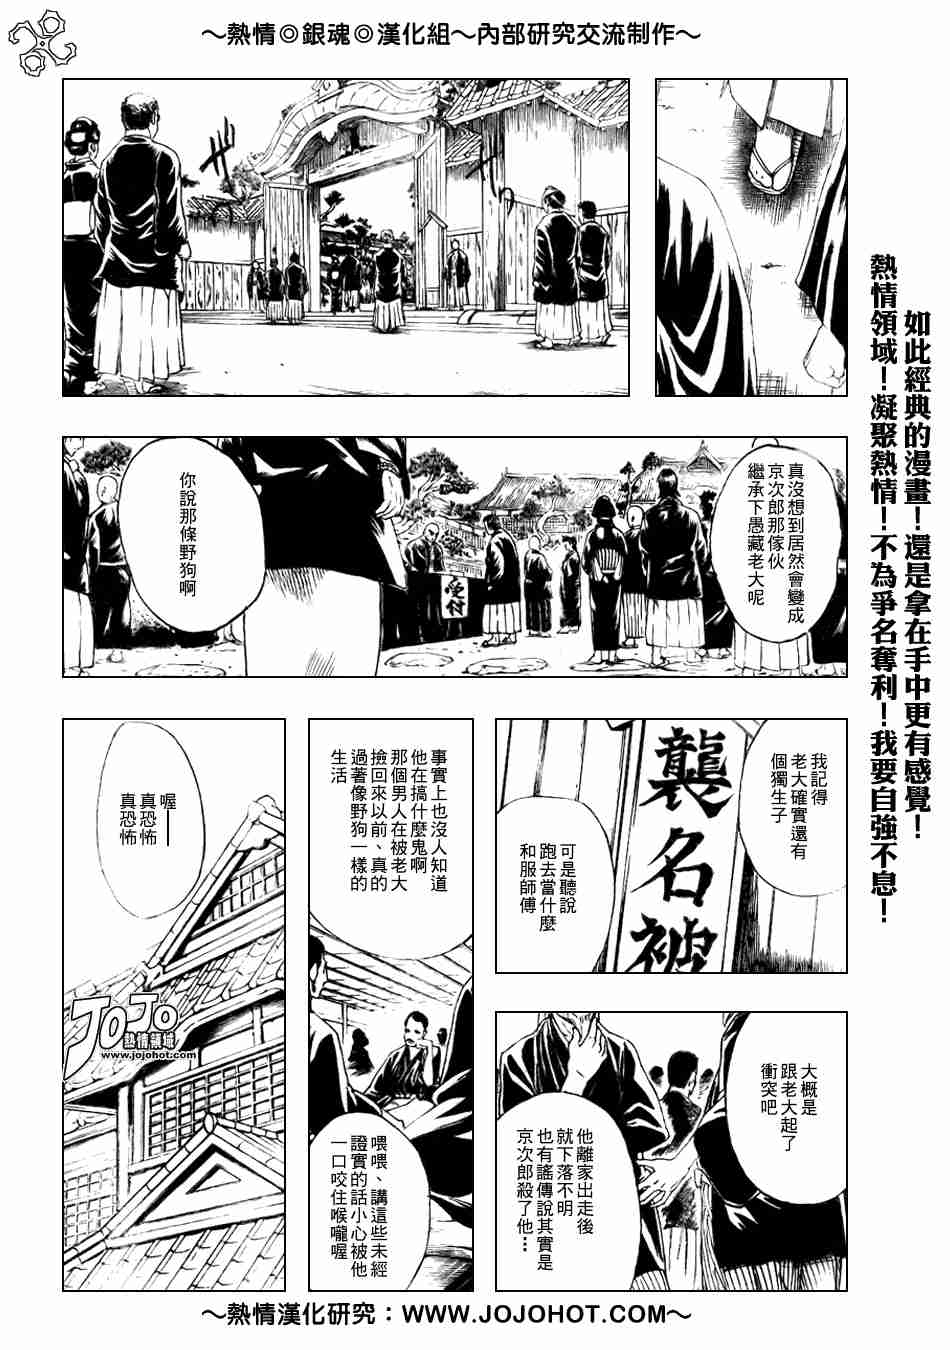 ～熱情◎銀魂◎漢化組～內部研究交流制作～
如此經典的漫畫！還是拿在手中更有感覺！
熱情領域！凝聚熱情！不為爭名奪利！我要自強不息！
真沒想到居然會變成
京次郎那傢伙
繼承下愚藏老大呢
受付
你說那條野狗啊
我記得
老大確實還有
個獨生子
襲名披
可是聽說
跑去當什麼
和服師傅
大概是
跟老大起了
衝突吧
他離家出走後
就下落不明
也有謠傳說其實是
京次郎殺了他…
事實上也沒人知道
他在搞什麼鬼啊
那個男人在被老大
撿回來以前、真的
過著像野狗一樣的
生活
喂喂、講這些未經
證實的話小心被他
一口咬住喉嚨喔
喔——
真恐怖
真恐怖
JOJO
熱情領域
www.jojohot.com
～熱情漢化研究：WWW.JOJOHOT.COM～